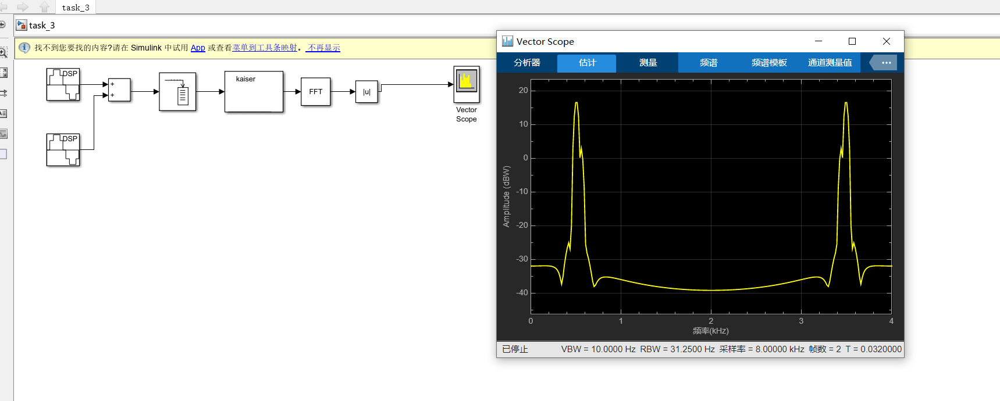 task_3
task_3
找不到您要找的内容?请在 Simulink 中试用 App 或查看菜单到工具条映射。 不再显示
DSP
+
+
kaiser
FFT
|u|
Vector
Scope
DSP
Vector Scope
分析器 估计 测量 频谱 频谱模板 通道测量值 ...
20
10
0
-10
-20
-30
-40
Amplitude (dBW)
0 1 2 3 4
频率(kHz)
已停止 VBW = 10.0000 Hz RBW = 31.2500 Hz 采样率 = 8.00000 kHz 帧数 = 2 T = 0.0320000